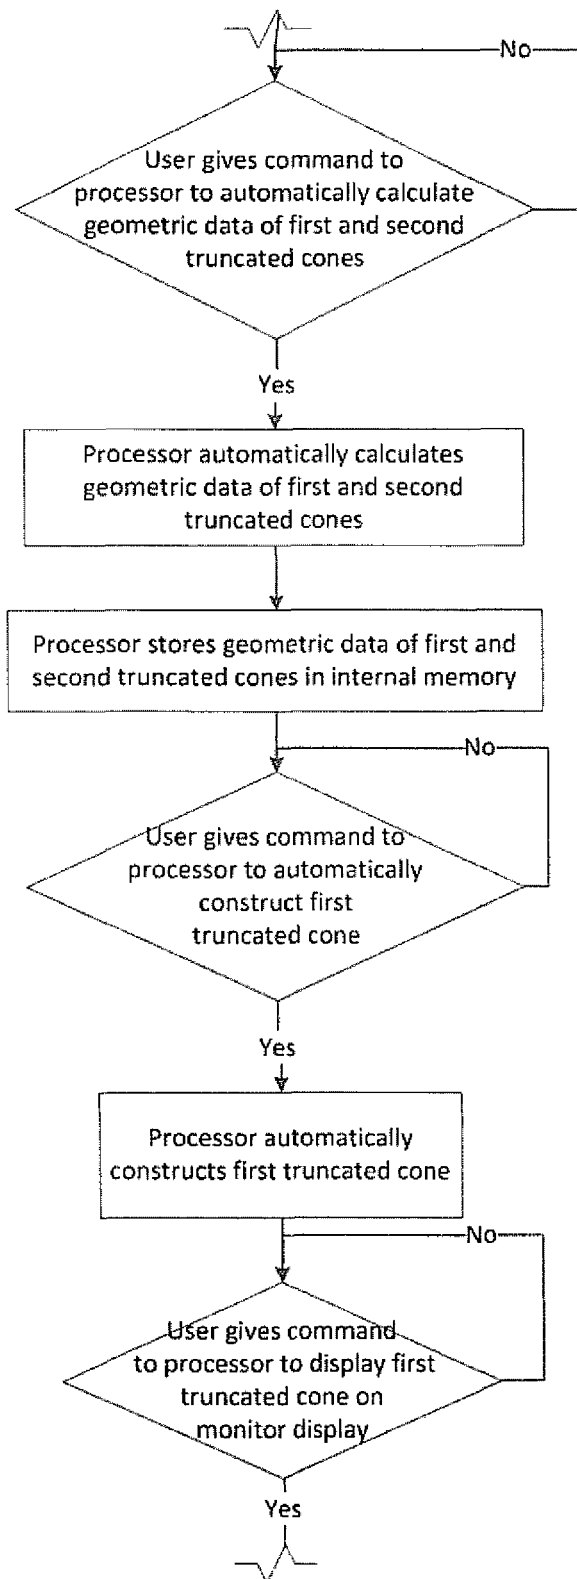 No
User gives command to
processor to automatically calculate
geometric data of first and second
truncated cones
Yes
Processor automatically calculates
geometric data of first and second
truncated cones
Processor stores geometric data of first and
second truncated cones in internal memory
No
User gives command to
processor to automatically
construct first
truncated cone
Yes
Processor automatically
constructs first truncated cone
No
User gives command
to processor to display first
truncated cone on
monitor display
Yes